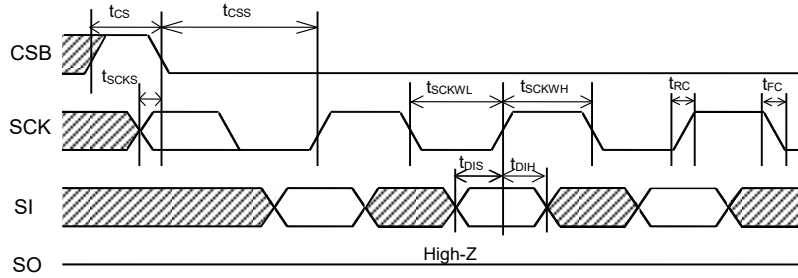 tCS
tCSS
CSB
tSCKS
tSCKWL
tSCKWH
tRC
tFC
SCK
tDIS
tDIH
SI
High-Z
SO